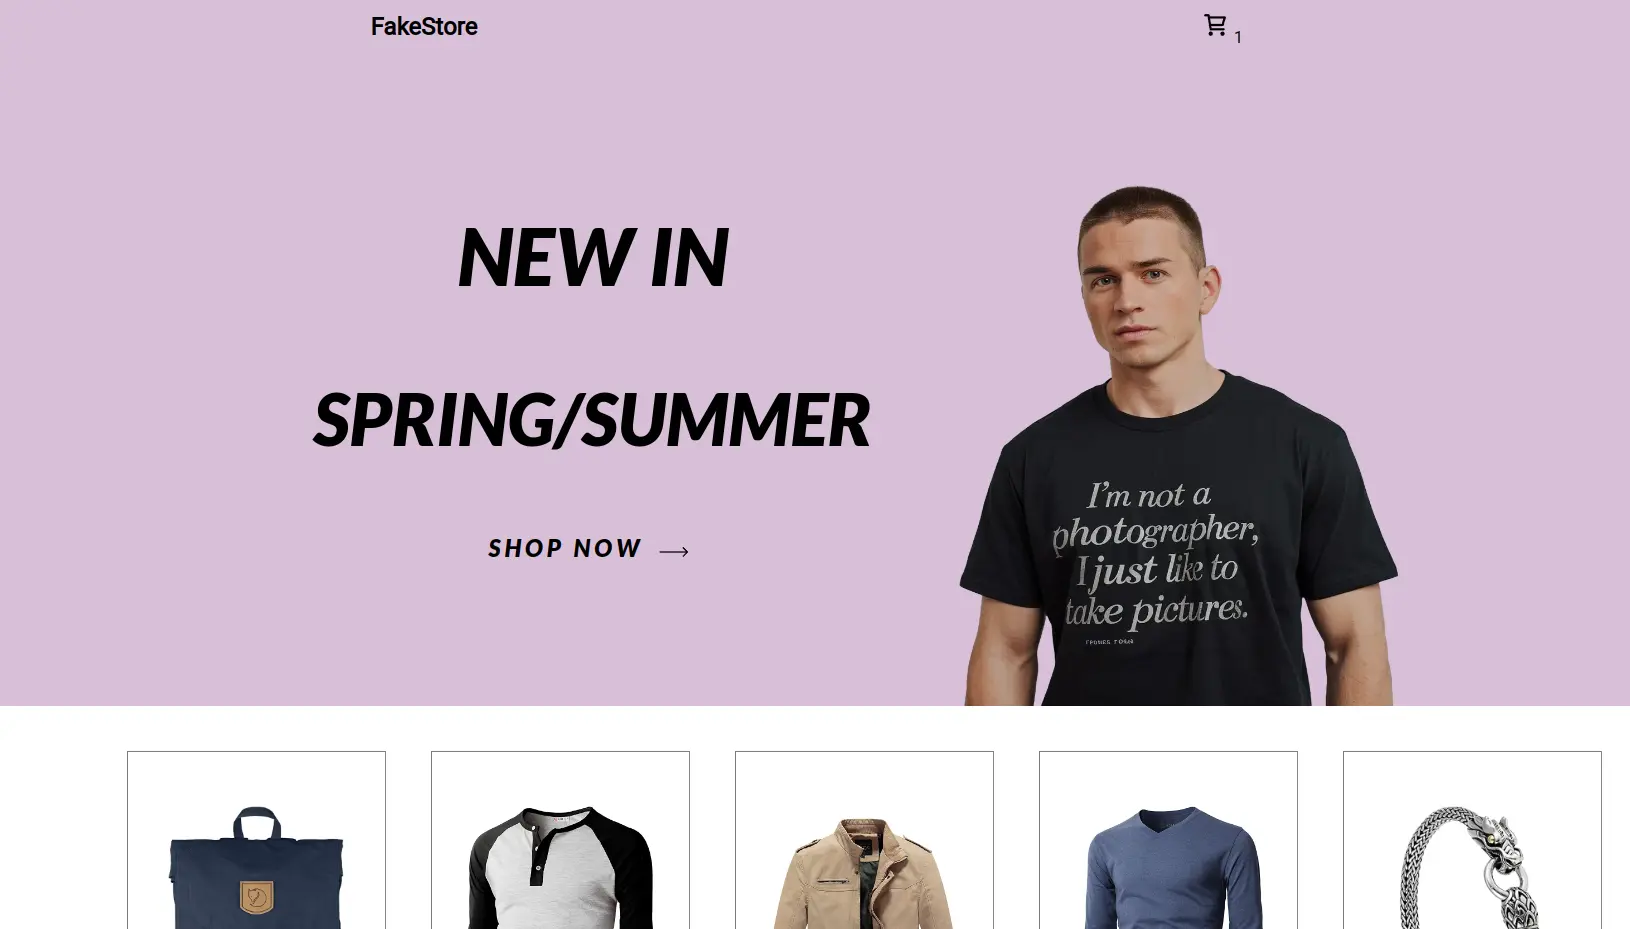 FakeStore
1
NEW IN
SPRING/SUMMER
SHOP NOW
I'm not a
photographer,
I just like to
take pictures.